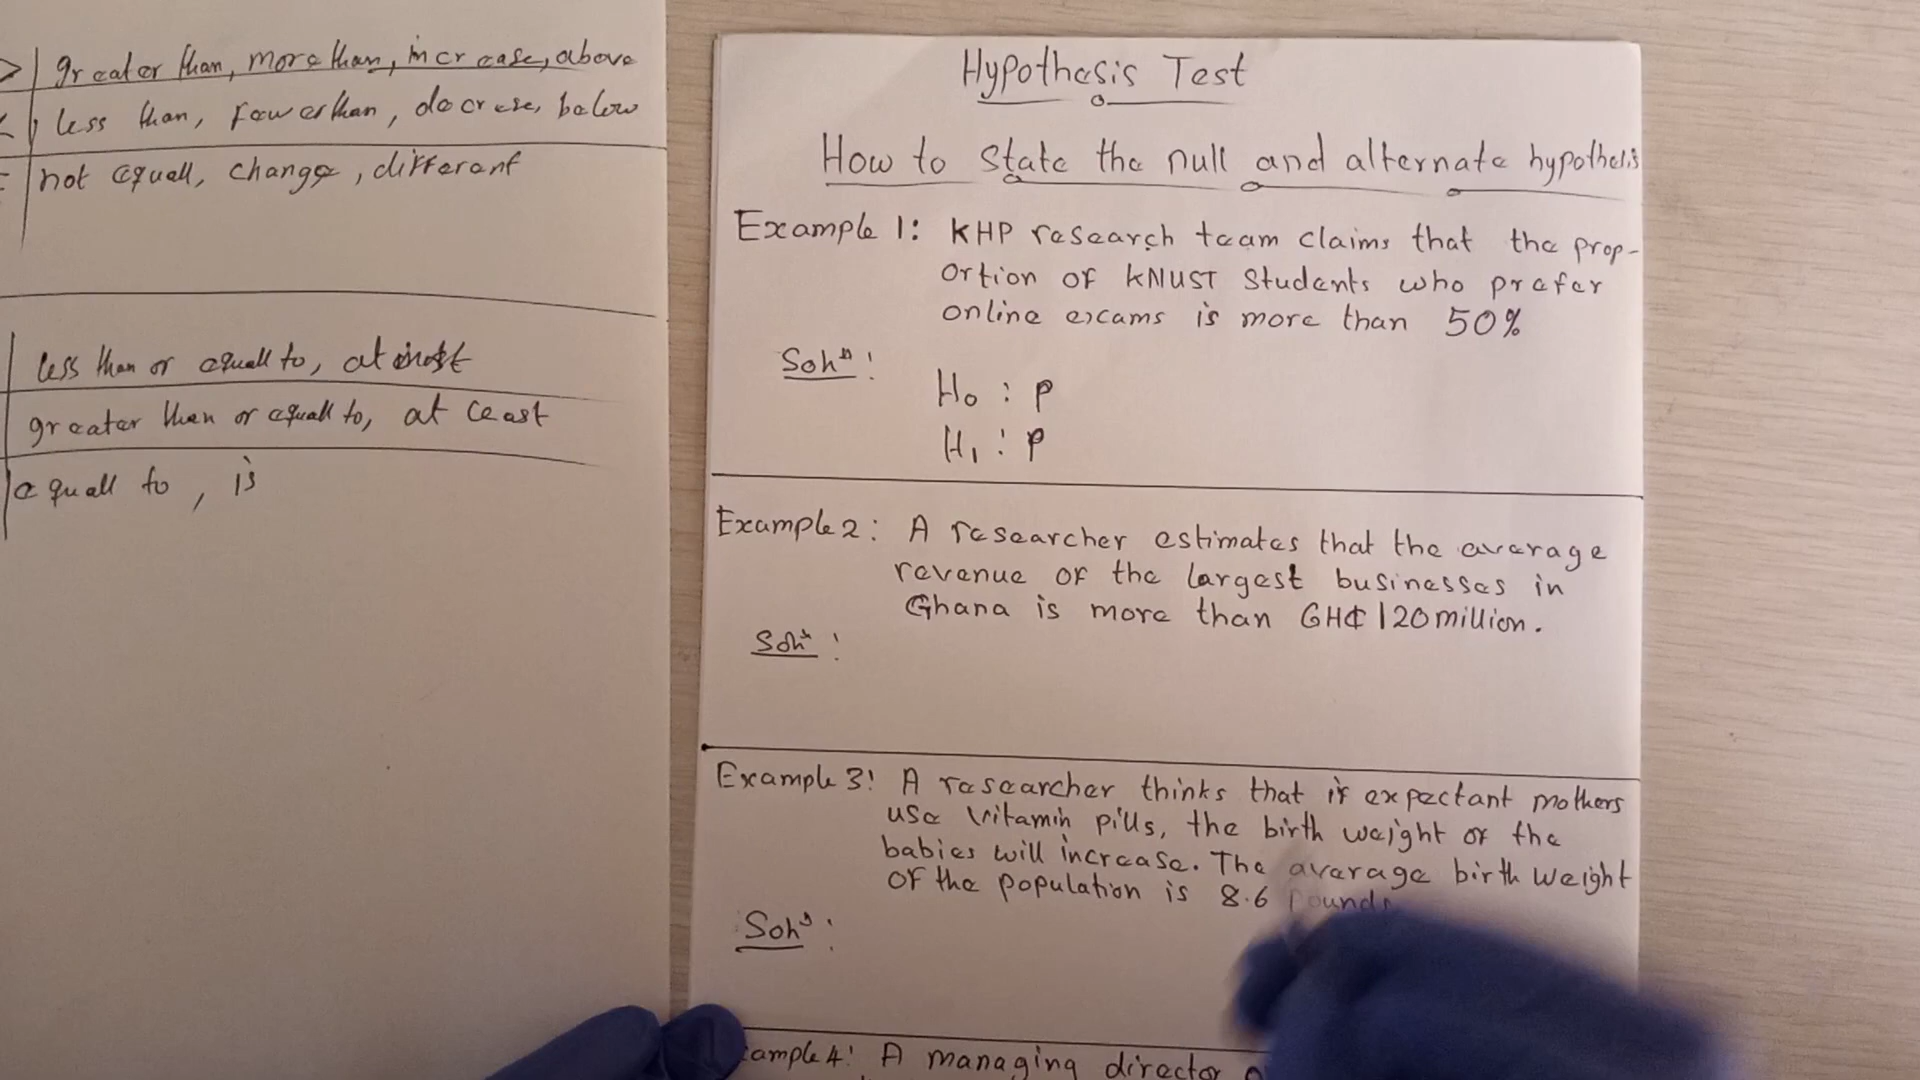 > greater than, more than, increase, above
< less than, fewer than, decrese, below
not equall, change, different
less than or equall to, at most
greater than or equall to, at least
equall to, is
Hypothesis Test
How to state the null and alternate hypothesis
Example 1: KHP research team claims that the prop-
ortion of KNUST Students who prefer
online exams is more than 50%
Soln:
H₀ : p
H₁ : p
Example 2: A researcher estimates that the average
revenue of the largest businesses in
Ghana is more than GH₵ 120 million.
Soln:
Example 3: A researcher thinks that if expectant mothers
use vitamin pills, the birth weight of the
babies will increase. The average birth weight
of the population is 8.6 pounds
Soln:
ample 4: A managing director